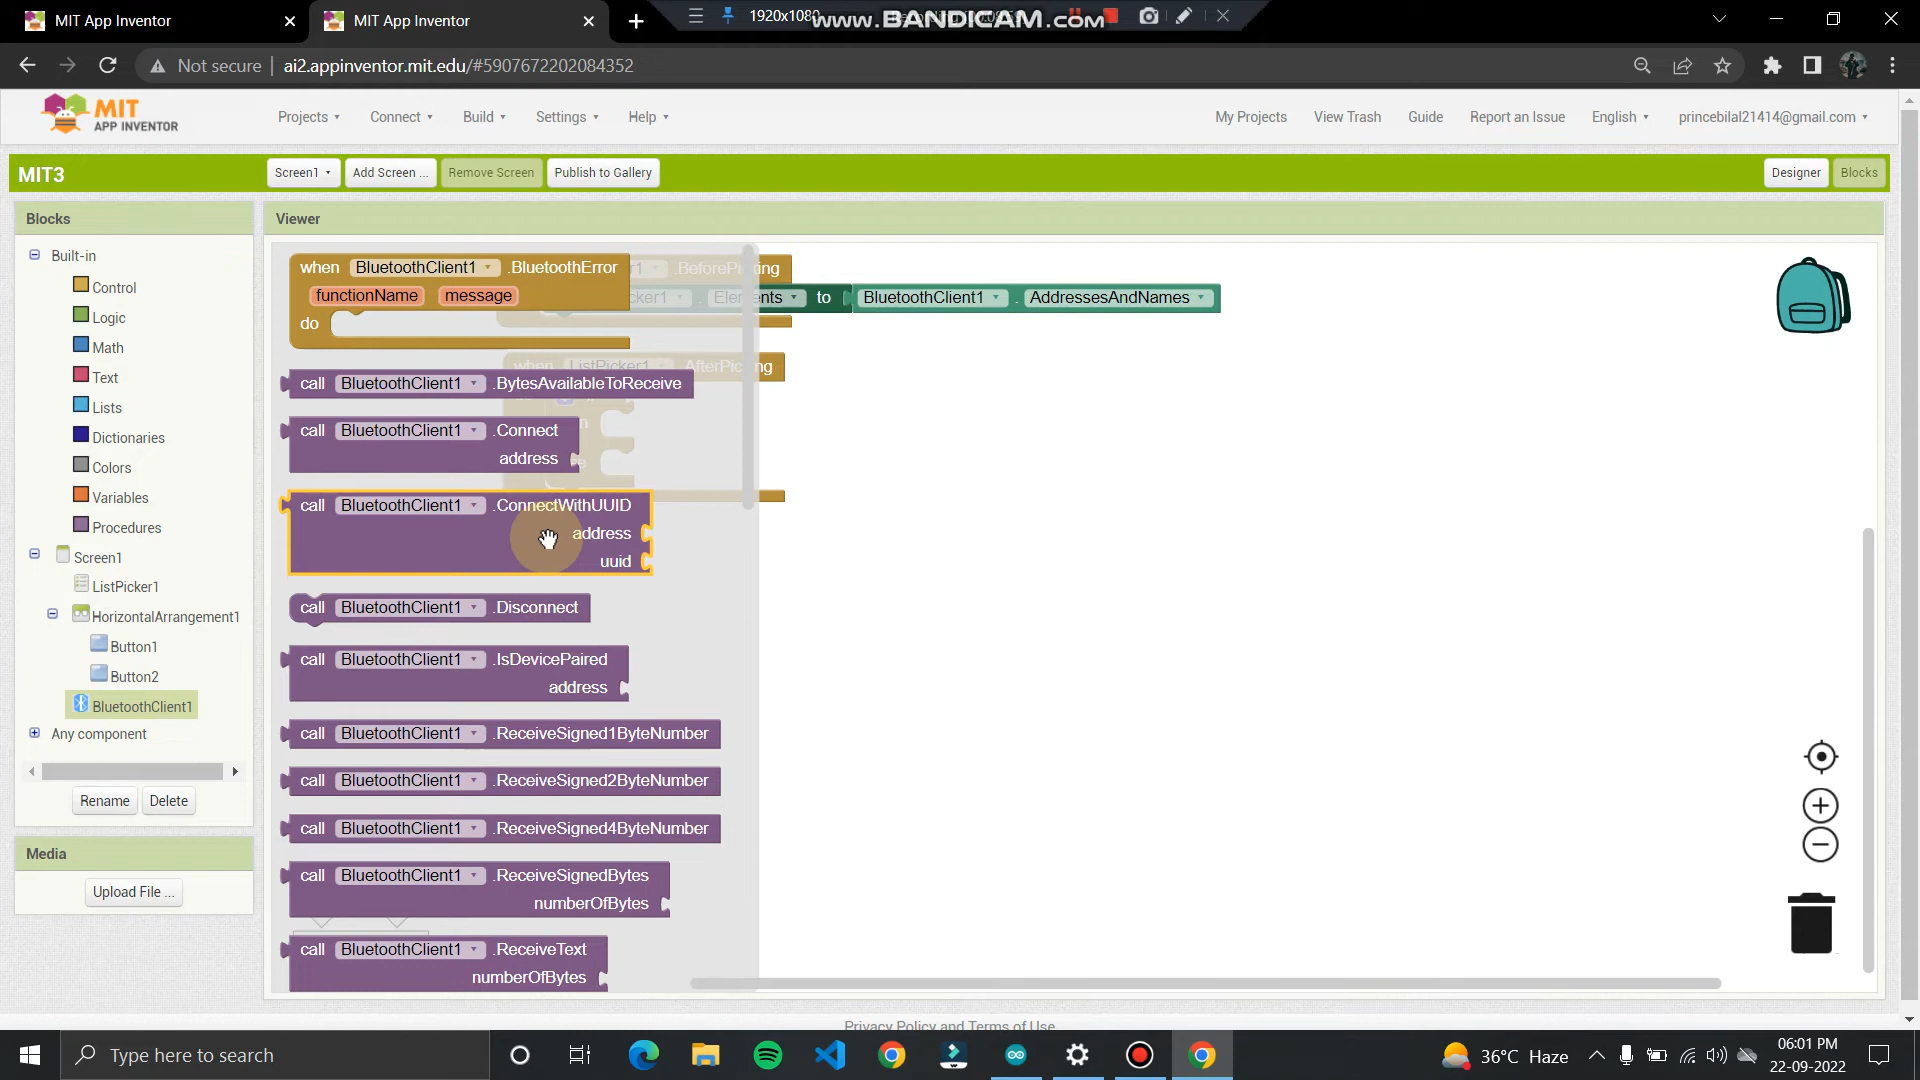 MIT App Inventor
MIT App Inventor
1920x1080
www.BANDICAM.com
Not secure
ai2.appinventor.mit.edu/#5907672202084352
MIT
APP INVENTOR
Projects
Connect
Build
Settings
Help
My Projects
View Trash
Guide
Report an Issue
English
princebilal21414@gmail.com
MIT3
Screen1
Add Screen ...
Remove Screen
Publish to Gallery
Designer
Blocks
Blocks
Viewer
Built-in
Control
Logic
Math
Text
Lists
Dictionaries
Colors
Variables
Procedures
Screen1
ListPicker1
HorizontalArrangement1
Button1
Button2
BluetoothClient1
Any component
Rename
Delete
Media
Upload File ...
when BluetoothClient1 .BluetoothError
functionName message
do
call BluetoothClient1 .BytesAvailableToReceive
call BluetoothClient1 .Connect
address
call BluetoothClient1 .ConnectWithUUID
address
uuid
call BluetoothClient1 .Disconnect
call BluetoothClient1 .IsDevicePaired
address
call BluetoothClient1 .ReceiveSigned1ByteNumber
call BluetoothClient1 .ReceiveSigned2ByteNumber
call BluetoothClient1 .ReceiveSigned4ByteNumber
call BluetoothClient1 .ReceiveSignedBytes
numberOfBytes
call BluetoothClient1 .ReceiveText
numberOfBytes
.BeforePicking
Elements to BluetoothClient1 . AddressesAndNames
when ListPicker1 .AfterPicking
Privacy Policy and Terms of Use
Type here to search
36°C Haze
06:01 PM
22-09-2022